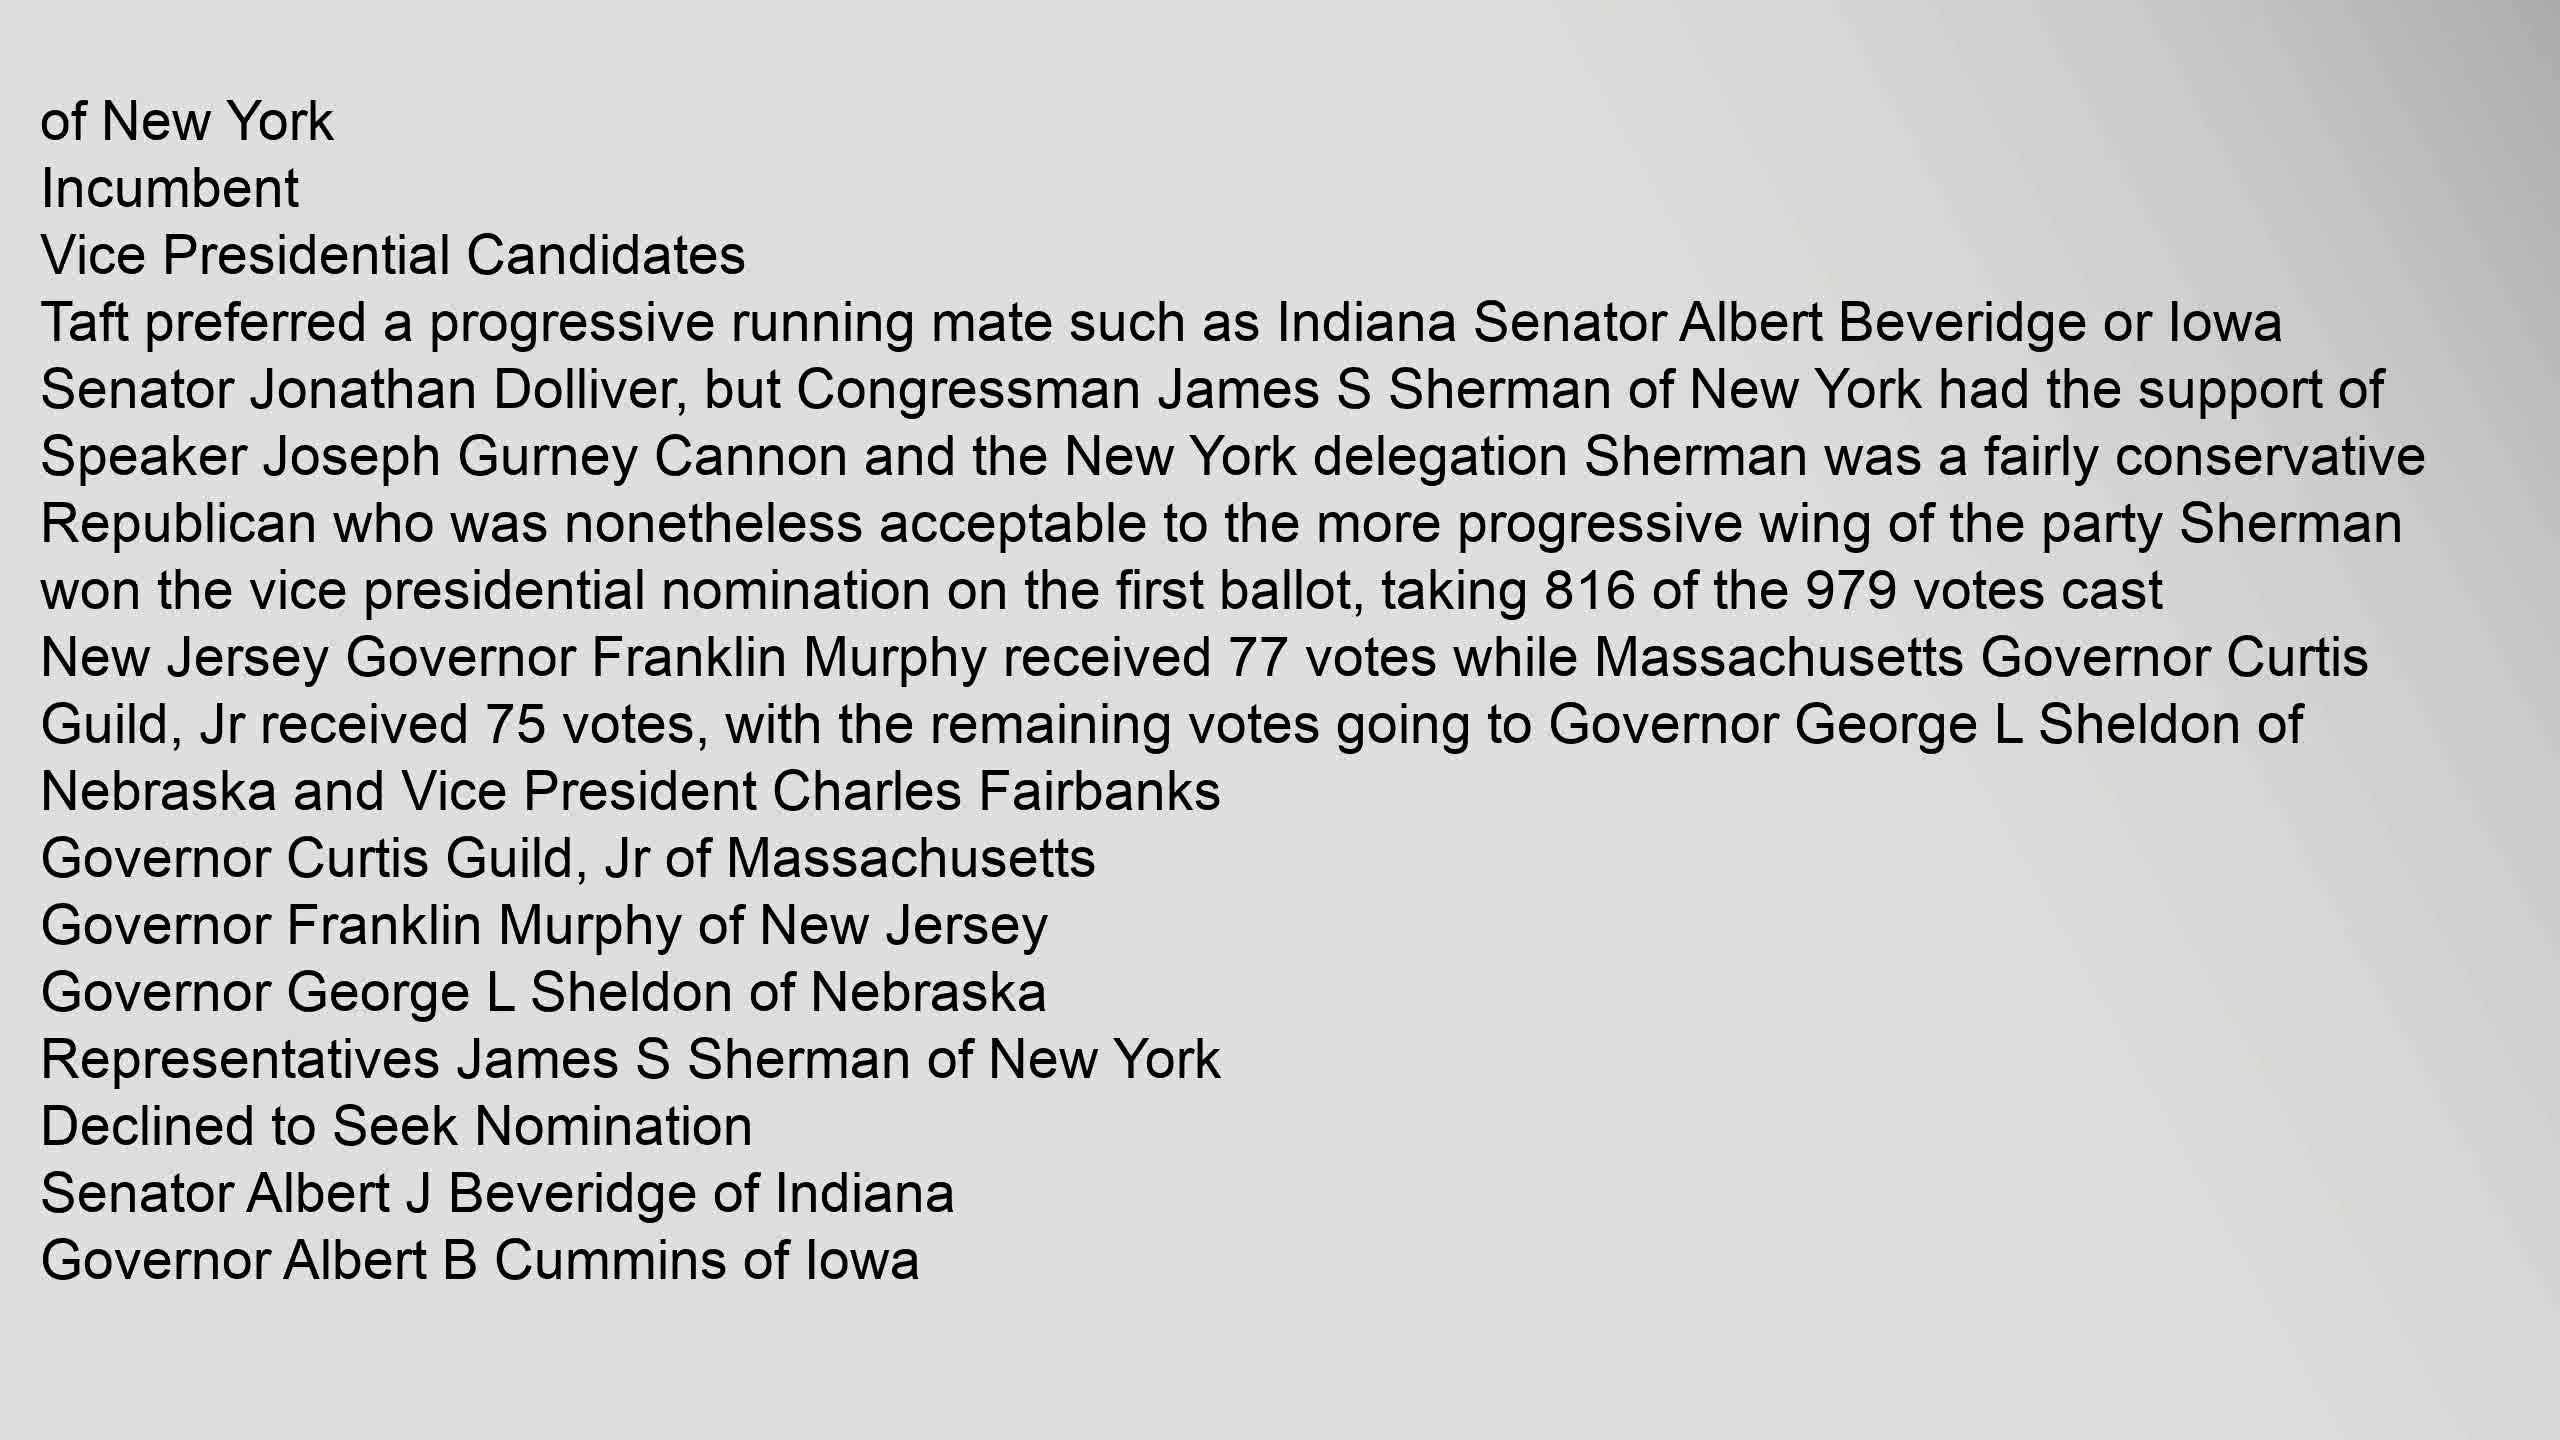 of New York
Incumbent
Vice Presidential Candidates
Taft preferred a progressive running mate such as Indiana Senator Albert Beveridge or Iowa
Senator Jonathan Dolliver, but Congressman James S Sherman of New York had the support of
Speaker Joseph Gurney Cannon and the New York delegation Sherman was a fairly conservative
Republican who was nonetheless acceptable to the more progressive wing of the party Sherman
won the vice presidential nomination on the first ballot, taking 816 of the 979 votes cast
New Jersey Governor Franklin Murphy received 77 votes while Massachusetts Governor Curtis
Guild, Jr received 75 votes, with the remaining votes going to Governor George L Sheldon of
Nebraska and Vice President Charles Fairbanks
Governor Curtis Guild, Jr of Massachusetts
Governor Franklin Murphy of New Jersey
Governor George L Sheldon of Nebraska
Representatives James S Sherman of New York
Declined to Seek Nomination
Senator Albert J Beveridge of Indiana
Governor Albert B Cummins of Iowa